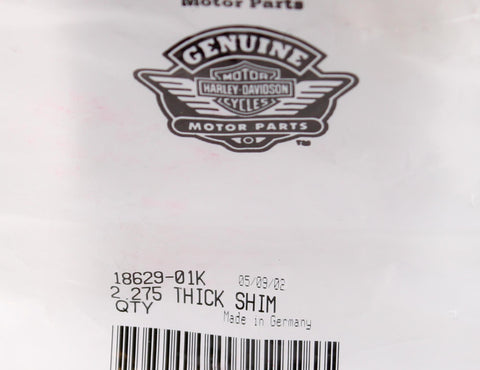 Motor Parts
GENUINE
MOTOR
HARLEY-DAVIDSON
CYCLES
MOTOR PARTS
TM
18629-01K 05/09/02
2.275 THICK SHIM
QTY
Made in Germany